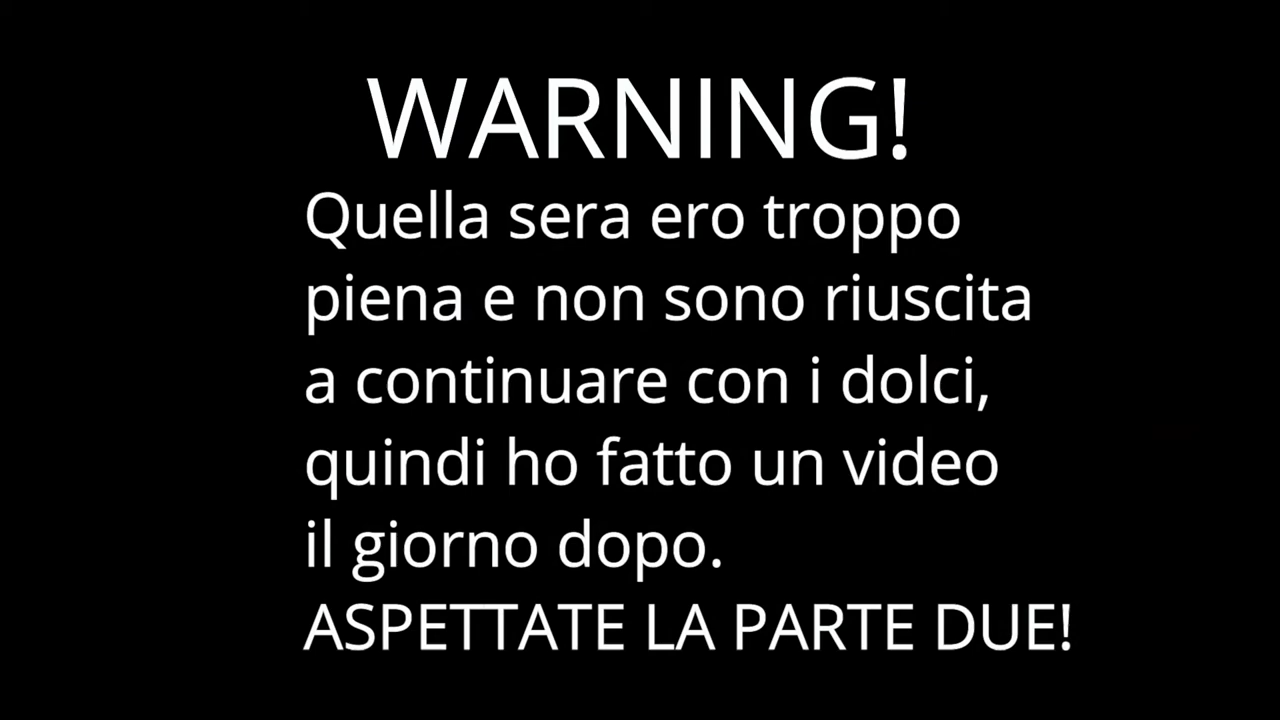 WARNING!
Quella sera ero troppo
piena e non sono riuscita
a continuare con i dolci,
quindi ho fatto un video
il giorno dopo.
ASPETTATE LA PARTE DUE!